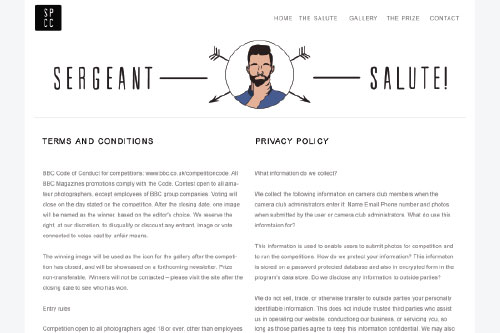 SP
CC
HOME THE SALUTE GALLERY THE PRIZE CONTACT
SERGEANT SALUTE!
TERMS AND CONDITIONS
BBC Code of Conduct for competitions: www.bbc.co.uk/competitioncode. All
BBC Magazines promotions comply with the Code. Contest open to all ama-
teur photographers, except employees of BBC group companies. Voting will
close on the day stated on the competition. After the closing date, one image
will be named as the winner, based on the editor's choice. We reserve the
right, at our discretion, to disqualify or discount any entrant, image or vote
connected to votes cast by unfair means.
The winning image will be used as the icon for the gallery after the competi-
tion has closed, and will be showcased on a forthcoming newsletter. Prize
non-transferable. Winners will not be contacted – please visit the site after the
closing date to see who has won.
Entry rules
Competition open to all photographers aged 18 or over, other than employees
PRIVACY POLICY
What information do we collect?
We collect the following information on camera club members when the
camera club administrators enter it: Name Email Phone number and photos
when submitted by the user or camera club administrators. What do use this
information for?
This information is used to enable users to submit photos for competition and
to run the competitions. How do we protect your information? This information
is stored on a password protected database and also in encrypted form in the
program's data store. Do we disclose any information to outside parties?
We do not sell, trade, or otherwise transfer to outside parties your personally
identifiable information. This does not include trusted third parties who assist
us in operating our website, conducting our business, or servicing you, so
long as those parties agree to keep this information confidential. We may also